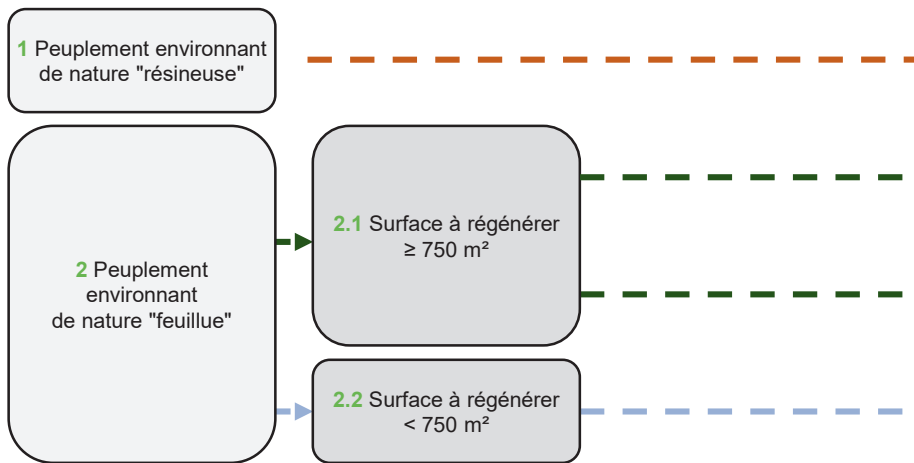 1 Peuplement environnant
de nature "résineuse"
2 Peuplement
environnant
de nature "feuillue"
2.1 Surface à régénérer
≥ 750 m²
2.2 Surface à régénérer
< 750 m²